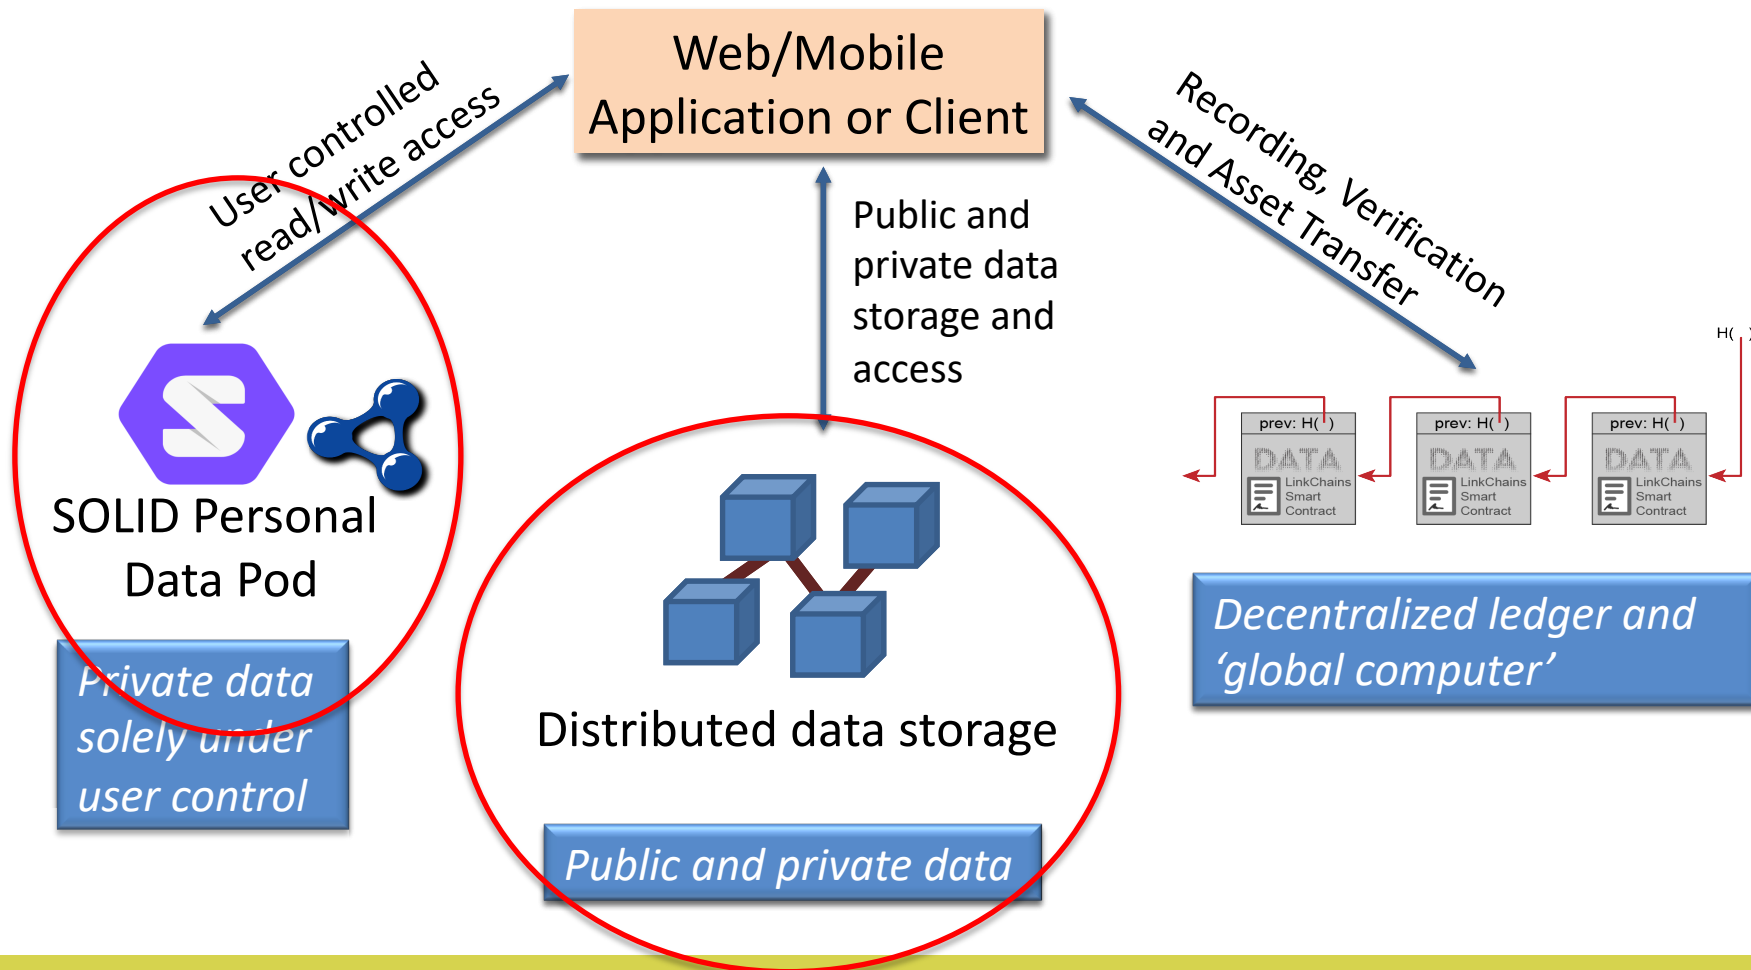 Web/Mobile
Application or Client
User controlled
read/write access
Public and
private data
storage and
access
Recording, Verification
and Asset Transfer
SOLID Personal
Data Pod
Private data
solely under
user control
Distributed data storage
Public and private data
H( )
prev: H( )
DATA
LinkChains
Smart
Contract
prev: H( )
DATA
LinkChains
Smart
Contract
prev: H( )
DATA
LinkChains
Smart
Contract
Decentralized ledger and
‘global computer’